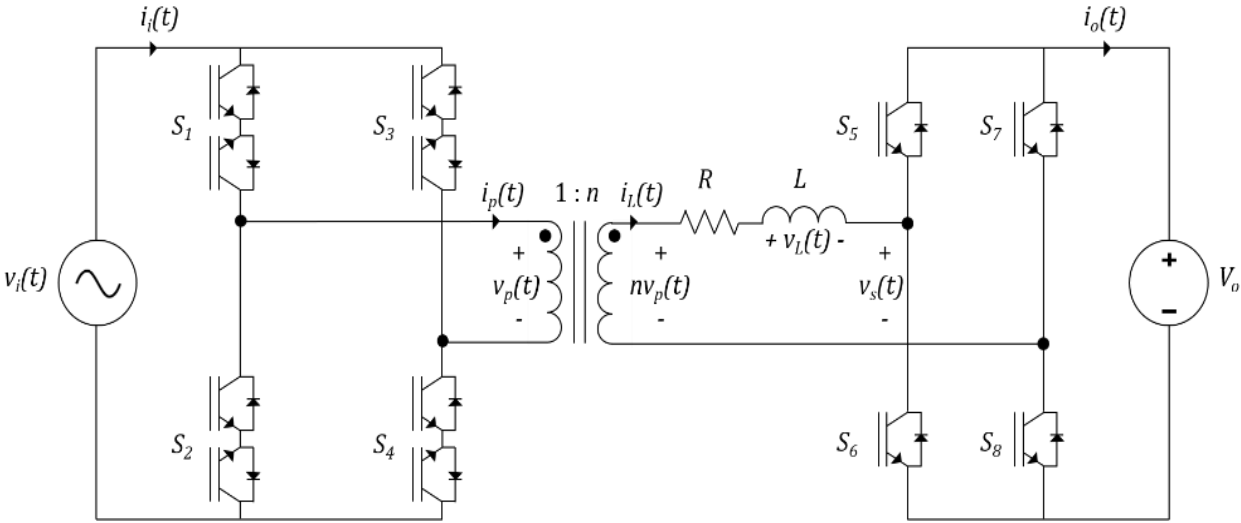 i_i(t)
i_o(t)
S_1
S_3
S_5
S_7
i_p(t)
1 : n
i_L(t)
R
L
+ v_L(t) -
v_i(t)
+
v_p(t)
-
+
nv_p(t)
-
+
v_s(t)
-
+
-
V_o
S_2
S_4
S_6
S_8